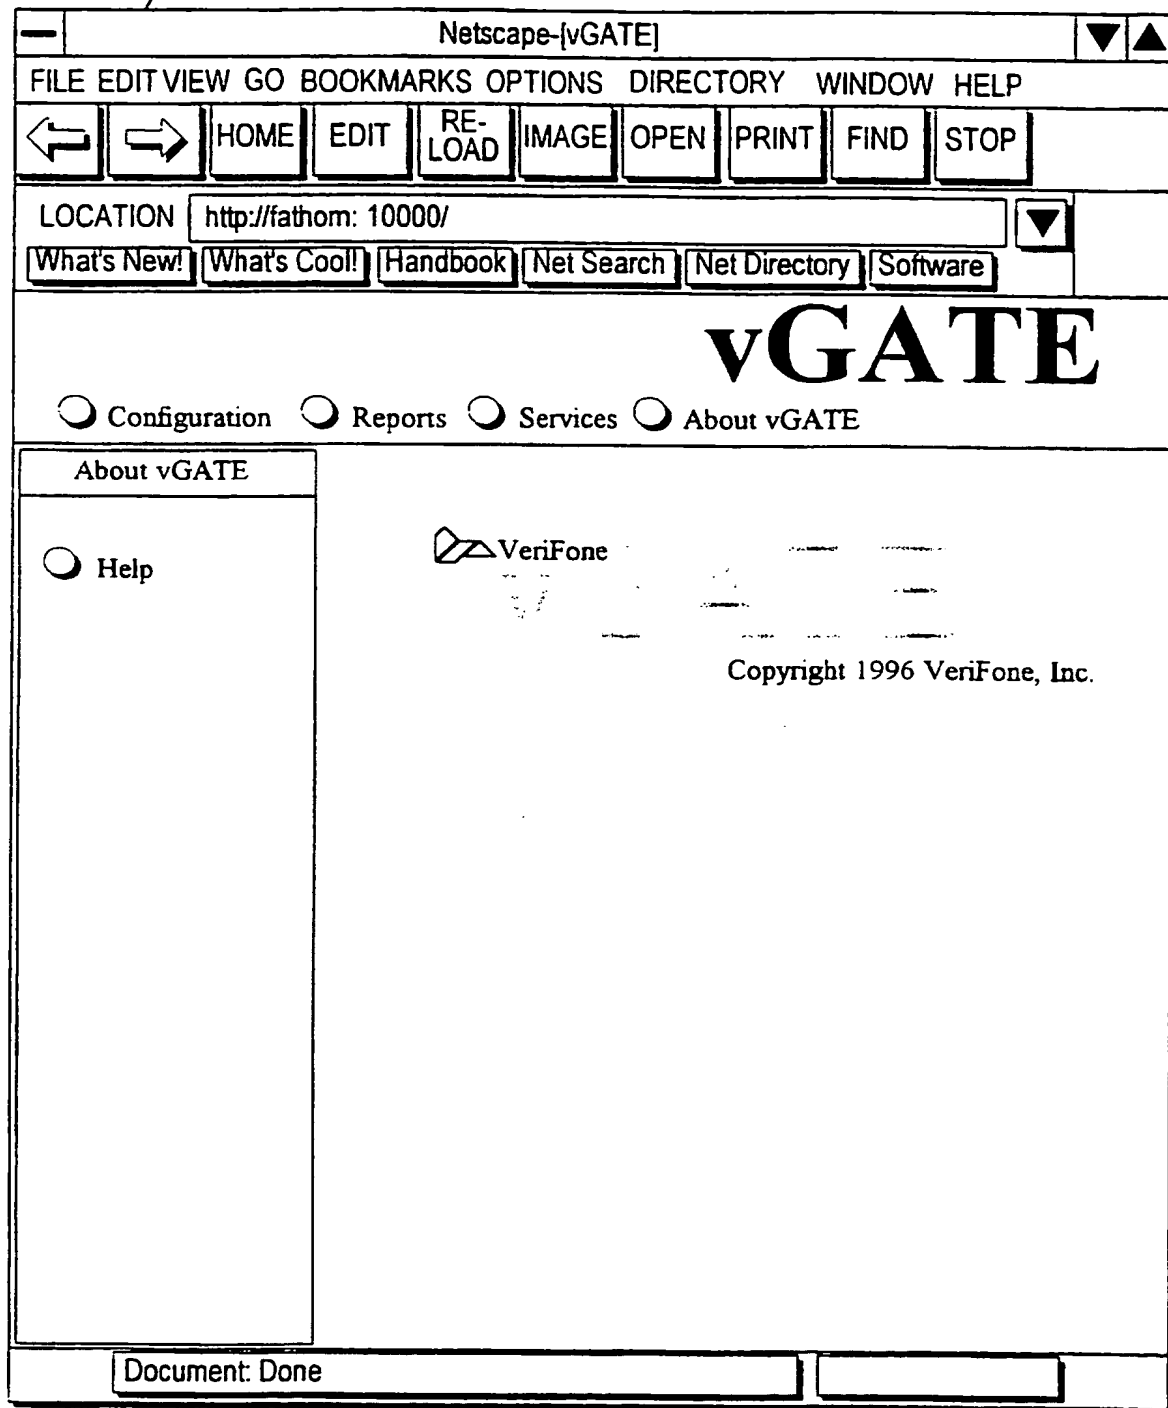 Netscape-[vGATE]
FILE EDIT VIEW GO BOOKMARKS OPTIONS DIRECTORY WINDOW HELP
HOME EDIT RE-LOAD IMAGE OPEN PRINT FIND STOP
LOCATION http://fathom: 10000/
What's New! What's Cool! Handbook Net Search Net Directory Software
vGATE
Configuration Reports Services About vGATE
About vGATE
Help
VeriFone
Copyright 1996 VeriFone, Inc.
Document: Done